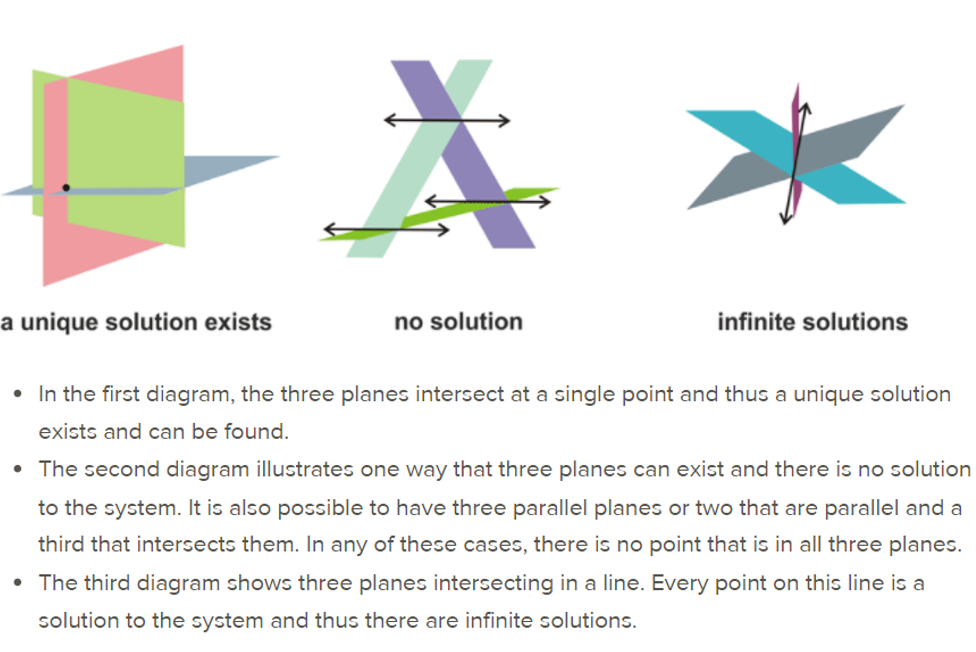 a unique solution exists
no solution
infinite solutions
• In the first diagram, the three planes intersect at a single point and thus a unique solution
exists and can be found.
• The second diagram illustrates one way that three planes can exist and there is no solution
to the system. It is also possible to have three parallel planes or two that are parallel and a
third that intersects them. In any of these cases, there is no point that is in all three planes.
• The third diagram shows three planes intersecting in a line. Every point on this line is a
solution to the system and thus there are infinite solutions.